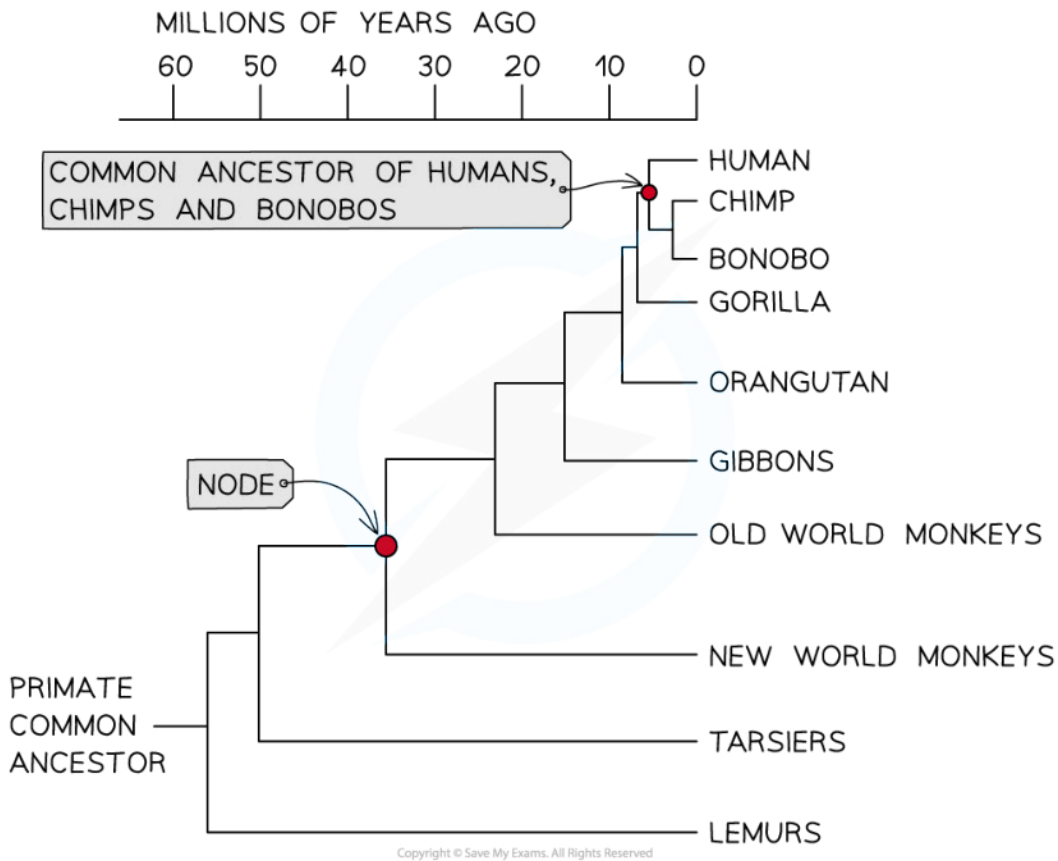 MILLIONS OF YEARS AGO
60 50 40 30 20 10 0
COMMON ANCESTOR OF HUMANS,
CHIMPS AND BONOBOS
HUMAN
CHIMP
BONOBO
GORILLA
ORANGUTAN
GIBBONS
NODE
OLD WORLD MONKEYS
NEW WORLD MONKEYS
PRIMATE
COMMON
ANCESTOR
TARSIERS
LEMURS
Copyright © Save My Exams. All Rights Reserved